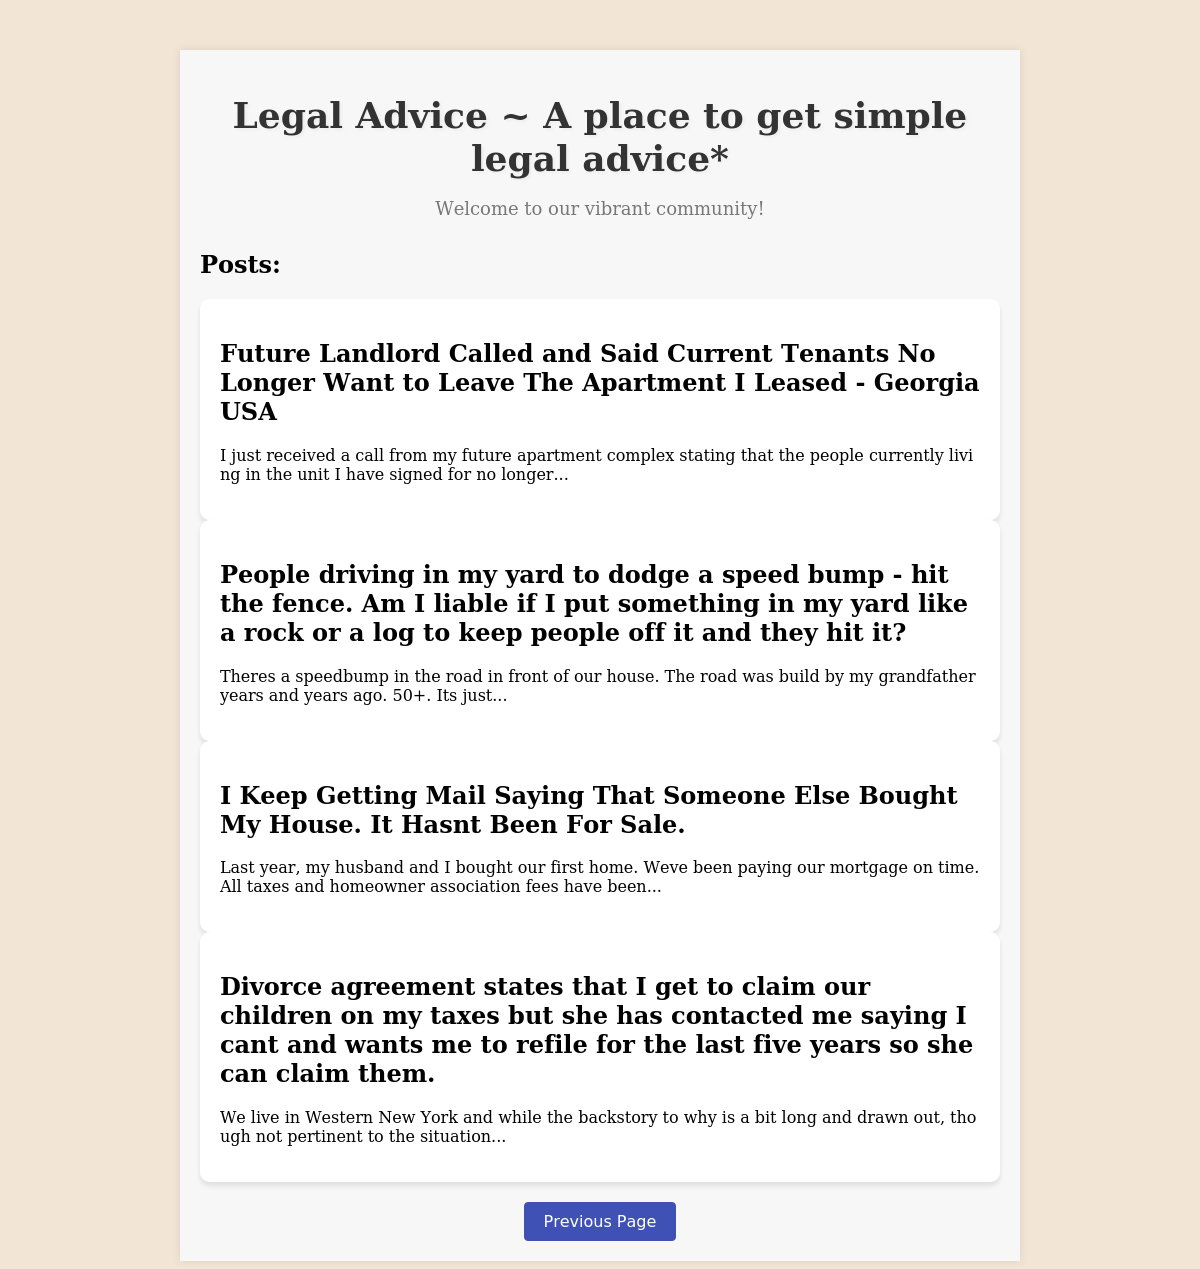 Legal Advice ~ A place to get simple
legal advice*
Welcome to our vibrant community!
Posts:
Future Landlord Called and Said Current Tenants No
Longer Want to Leave The Apartment I Leased - Georgia
USA
I just received a call from my future apartment complex stating that the people currently livi
ng in the unit I have signed for no longer...
People driving in my yard to dodge a speed bump - hit
the fence. Am I liable if I put something in my yard like
a rock or a log to keep people off it and they hit it?
Theres a speedbump in the road in front of our house. The road was build by my grandfather
years and years ago. 50+. Its just...
I Keep Getting Mail Saying That Someone Else Bought
My House. It Hasnt Been For Sale.
Last year, my husband and I bought our first home. Weve been paying our mortgage on time.
All taxes and homeowner association fees have been...
Divorce agreement states that I get to claim our
children on my taxes but she has contacted me saying I
cant and wants me to refile for the last five years so she
can claim them.
We live in Western New York and while the backstory to why is a bit long and drawn out, tho
ugh not pertinent to the situation...
Previous Page